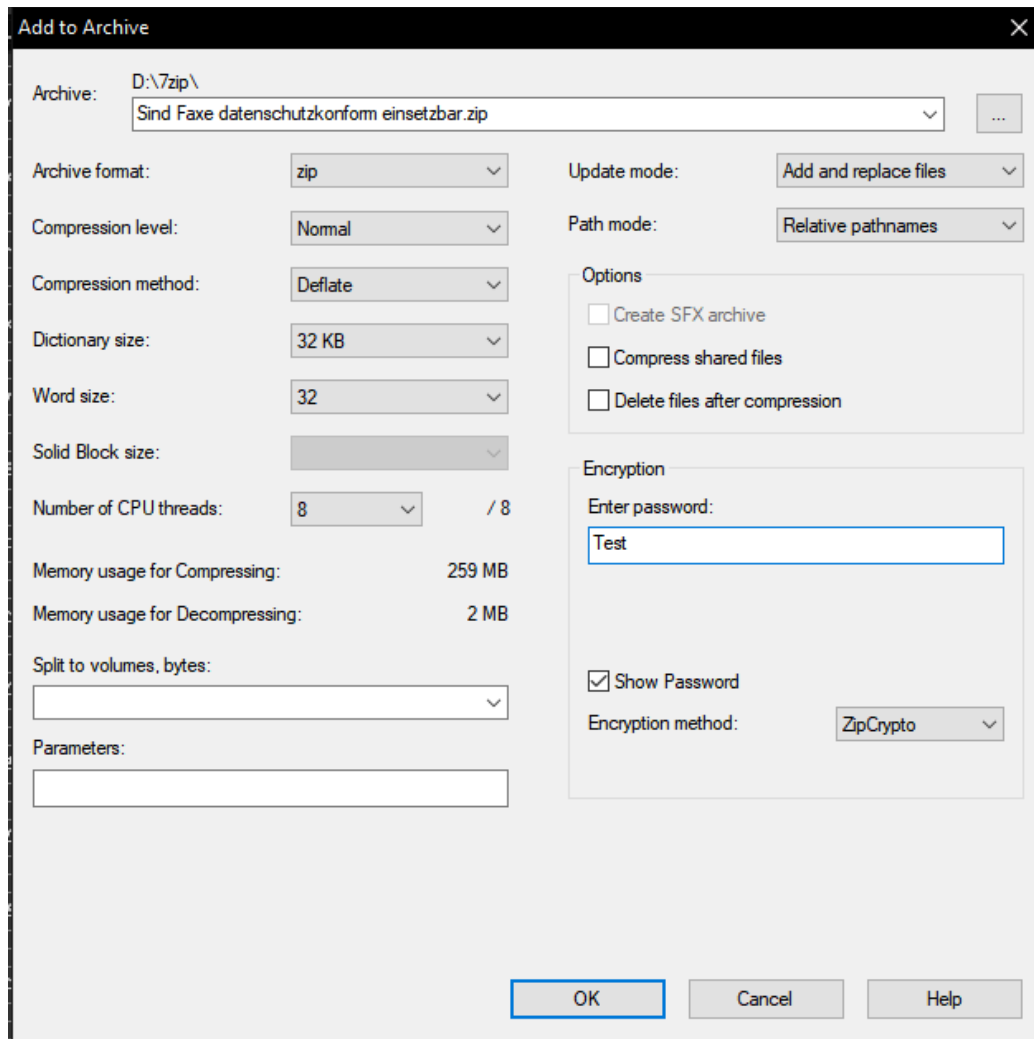 Add to Archive
Archive:
D:\7zip\
Sind Faxe datenschutzkonform einsetzbar.zip
...
Archive format:
zip
Compression level:
Normal
Compression method:
Deflate
Dictionary size:
32 KB
Word size:
32
Solid Block size:
Number of CPU threads:
8
/ 8
Memory usage for Compressing:
259 MB
Memory usage for Decompressing:
2 MB
Split to volumes, bytes:
Parameters:
Update mode:
Add and replace files
Path mode:
Relative pathnames
Options
Create SFX archive
Compress shared files
Delete files after compression
Encryption
Enter password:
Test
Show Password
Encryption method:
ZipCrypto
OK
Cancel
Help